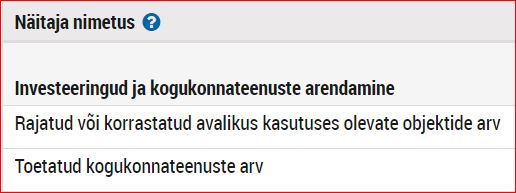 Näitaja nimetus ?
Investeeringud ja kogukonnateenuste arendamine
Rajatud või korrastatud avalikus kasutuses olevate objektide arv
Toetatud kogukonnateenuste arv